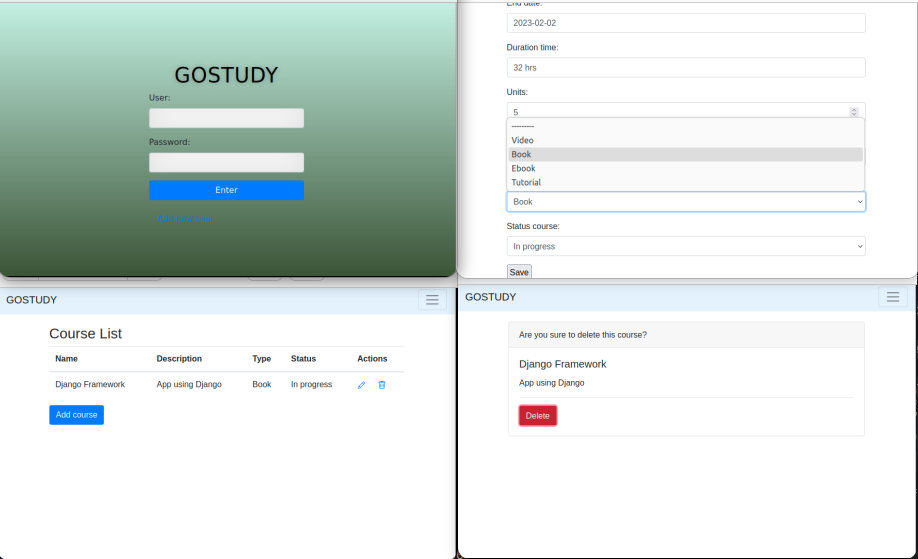 GOSTUDY
User:
Password:
Enter
Add new user
End date:
2023-02-02
Duration time:
32 hrs
Units:
5
---------
Video
Book
Ebook
Tutorial
Book
Status course:
In progress
Save
GOSTUDY
Course List
Name Description Type Status Actions
Django Framework App using Django Book In progress
Add course
GOSTUDY
Are you sure to delete this course?
Django Framework
App using Django
Delete